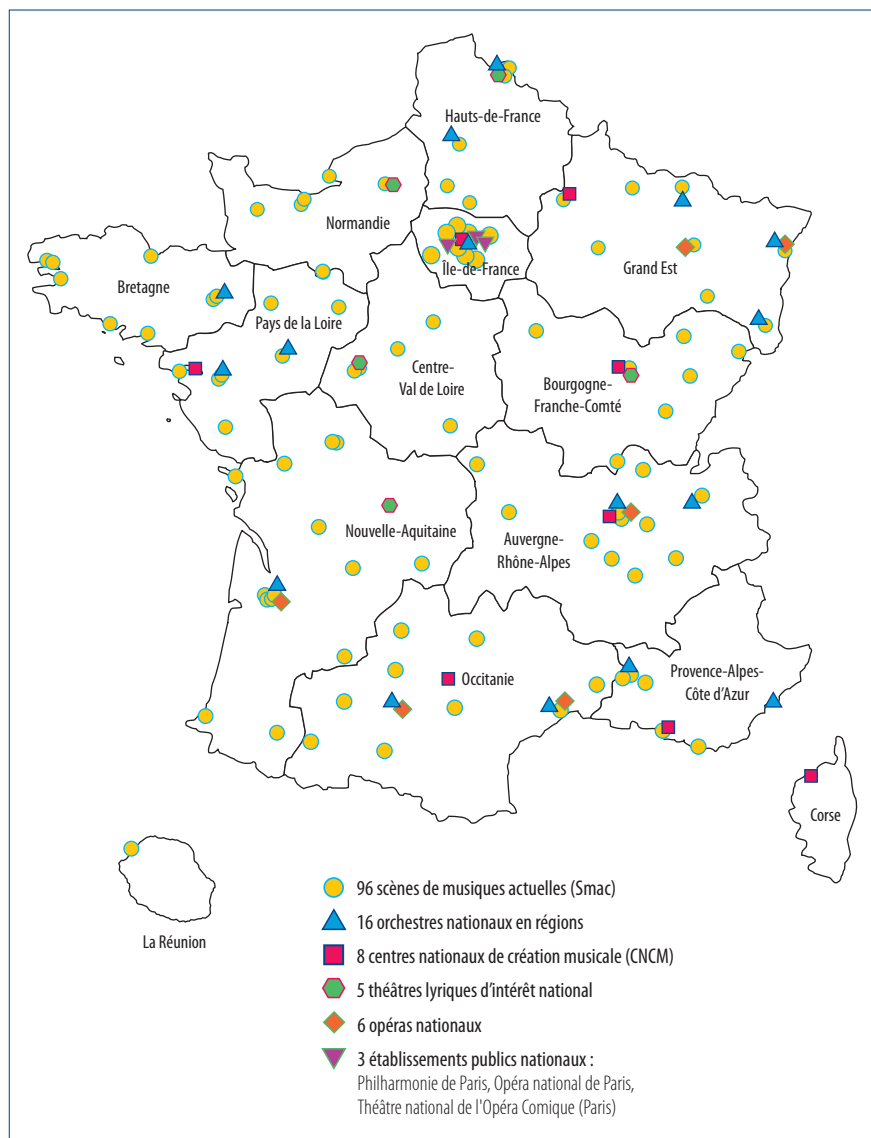 Hauts-de-France
Normandie
Île-de-France
Grand Est
Bretagne
Pays de la Loire
Centre-
Val de Loire
Bourgogne-
Franche-Comté
Nouvelle-Aquitaine
Auvergne-
Rhône-Alpes
Occitanie
Provence-Alpes-
Côte d'Azur
Corse
La Réunion
96 scènes de musiques actuelles (Smac)
16 orchestres nationaux en régions
8 centres nationaux de création musicale (CNCM)
5 théâtres lyriques d'intérêt national
6 opéras nationaux
3 établissements publics nationaux :
Philharmonie de Paris, Opéra national de Paris,
Théâtre national de l'Opéra Comique (Paris)